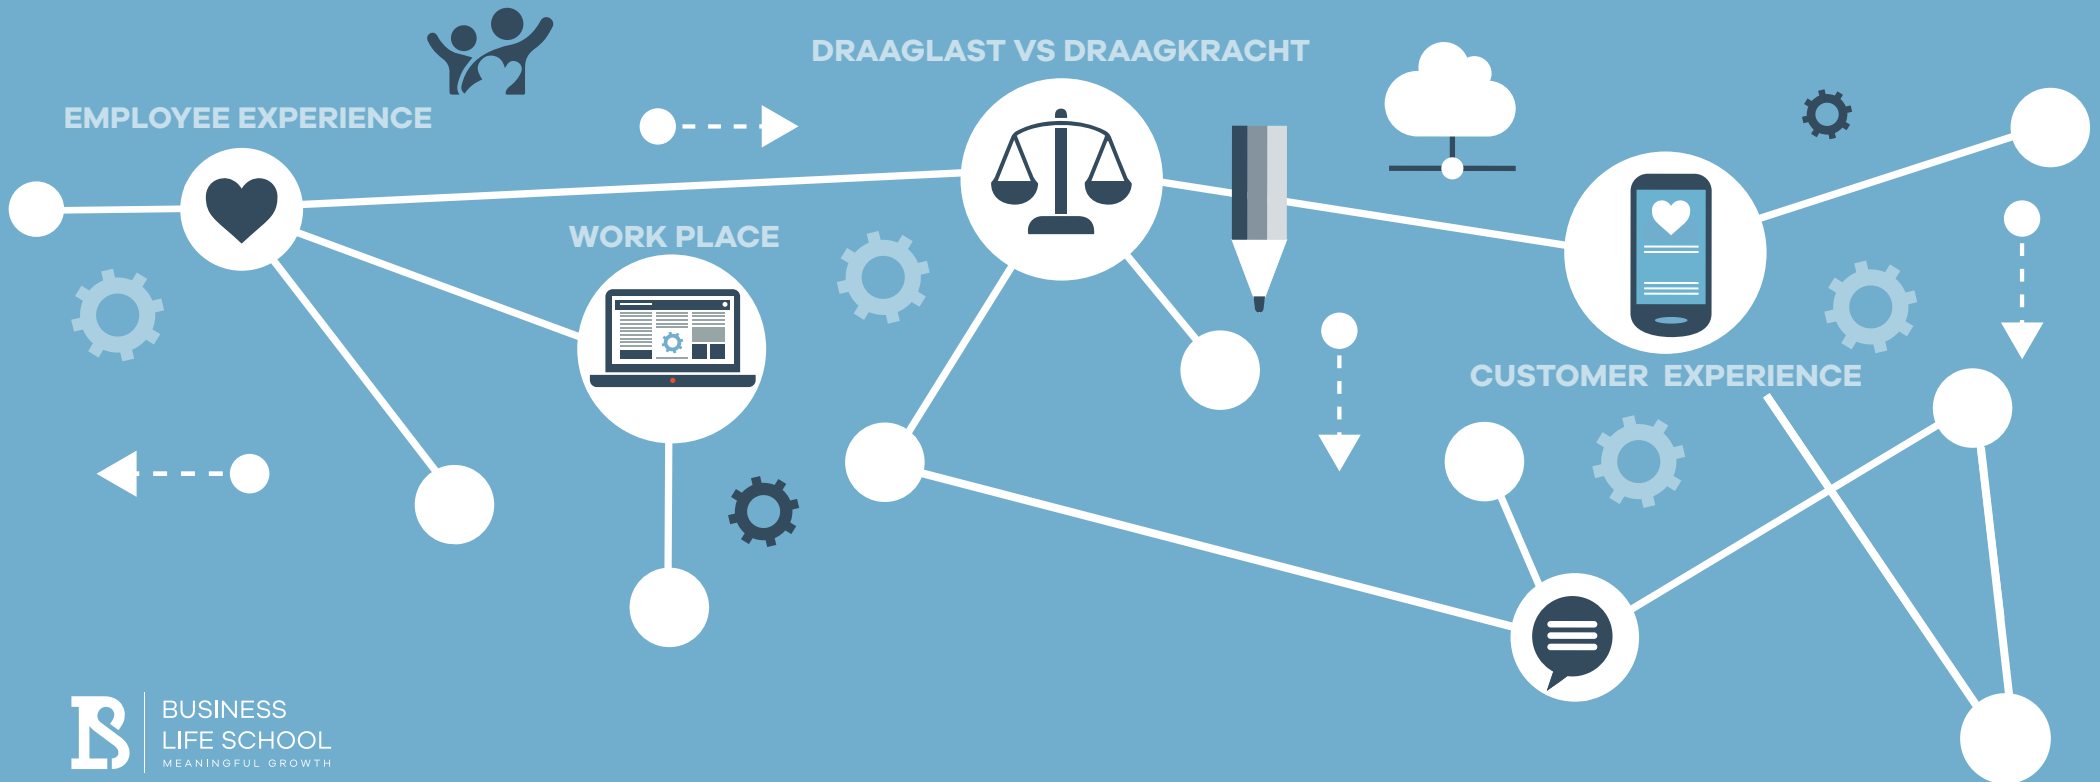 DRAAGLAST VS DRAAGKRACHT
EMPLOYEE EXPERIENCE
WORK PLACE
CUSTOMER EXPERIENCE
BUSINESS
LIFE SCHOOL
MEANINGFUL GROWTH